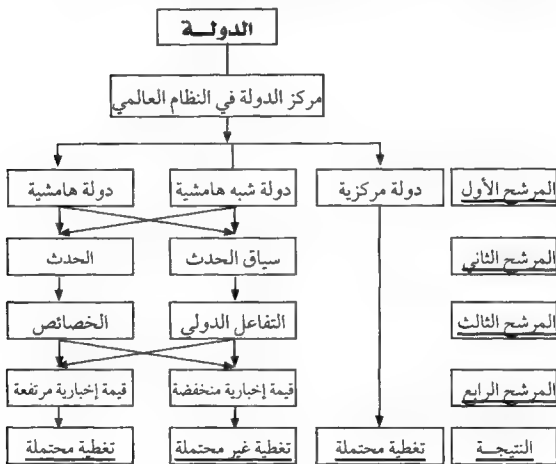 الدولـــة
مركز الدولة في النظام العالمي
المرشح الأول دولة مركزية دولة شبه هامشية دولة هامشية
المرشح الثاني سياق الحدث الحدث
المرشح الثالث التفاعل الدولي الخصائص
المرشح الرابع قيمة إخبارية منخفضة قيمة إخبارية مرتفعة
النتيجـــة تغطية محتملة تغطية غير محتملة تغطية محتملة